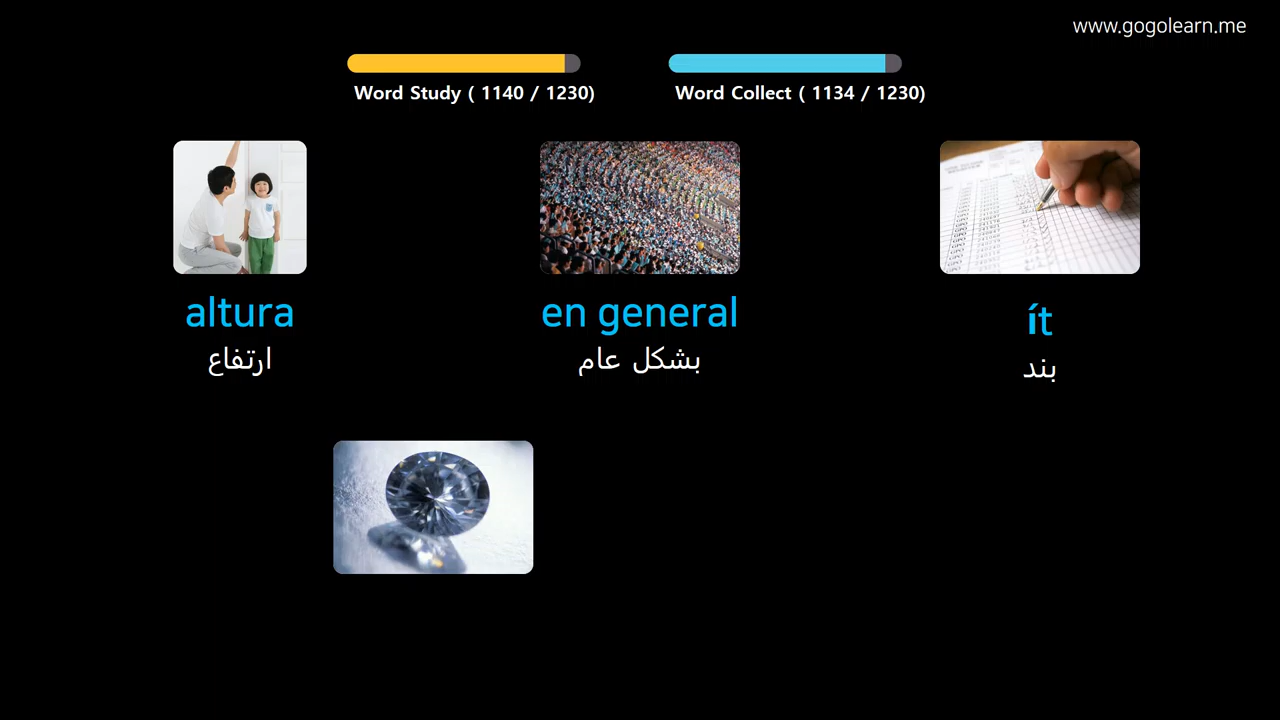 www.gogolearn.me
Word Study ( 1140 / 1230)
Word Collect ( 1134 / 1230)
altura
ارتفاع
en general
بشكل عام
ít
بند